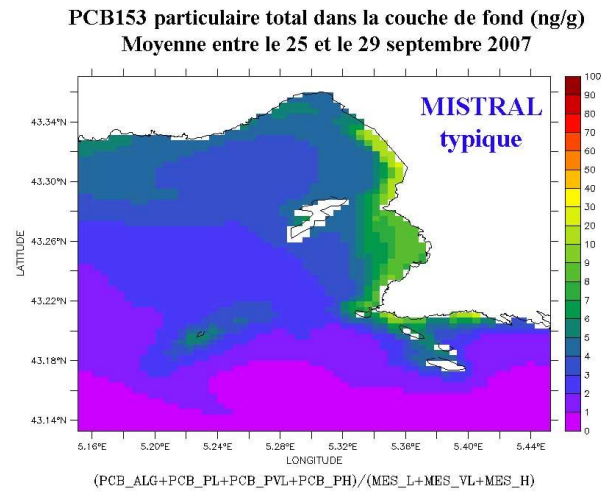 PCB153 particulaire total dans la couche de fond (ng/g)
Moyenne entre le 25 et le 29 septembre 2007
MISTRAL
typique
100
90
80
70
60
50
40
30
20
10
9
8
7
6
5
4
3
2
1
0
43.34°N
43.30°N
43.26°N
43.22°N
43.18°N
43.14°N
LATITUDE
5.16°E 5.20°E 5.24°E 5.28°E 5.32°E 5.36°E 5.40°E 5.44°E
LONGITUDE
(PCB_ALG+PCB_PL+PCB_PVL+PCB_PH)/(MES_L+MES_VL+MES_H)